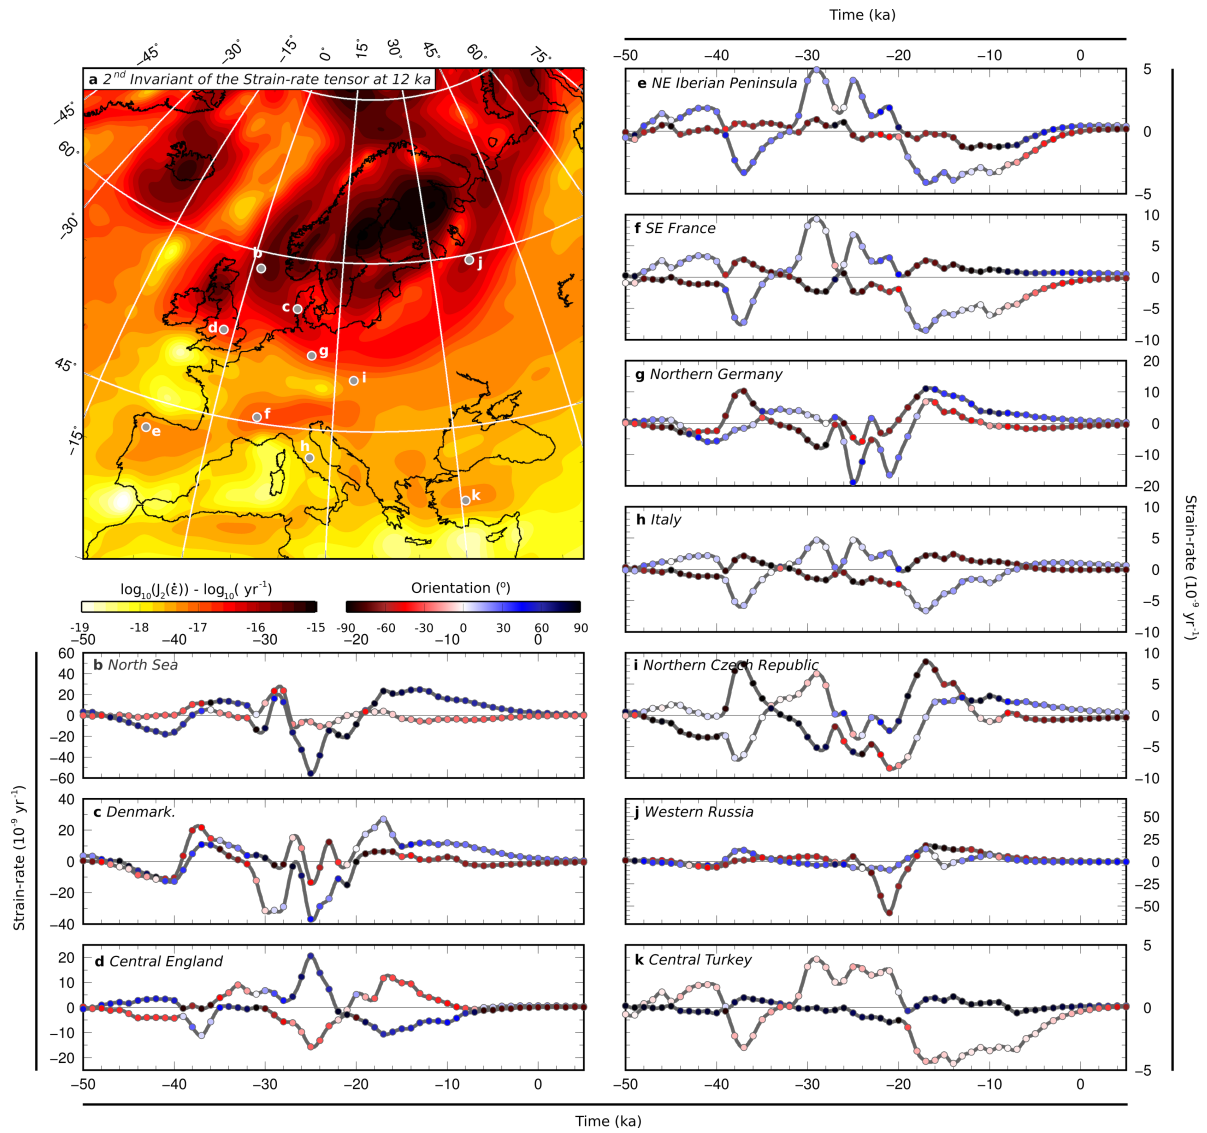 Time (ka)
−50 −40 −30 −20 −10 0
−45˚ −30˚ −15˚ 0˚ 15˚ 30˚ 45˚ 60˚ 75˚
a 2nd Invariant of the Strain-rate tensor at 12 ka
−45˚
60˚
−30˚
45˚
−15˚
b
c
d
e
f
g
h
i
j
k
log10(J2(ε̇)) - log10( yr-1)
-19 -18 -17 -16 -15
Orientation (o)
-90 -60 -30 0 30 60 90
−50 −40 −30 −20 −10 0
b North Sea
60
40
20
0
−20
−40
−60
c Denmark.
40
20
0
−20
−40
d Central England
20
10
0
−10
−20
−50 −40 −30 −20 −10 0
Strain-rate (10-9 yr-1)
e NE Iberian Peninsula
5
0
−5
f SE France
10
5
0
−5
−10
g Northern Germany
20
10
0
−10
−20
h Italy
10
5
0
−5
−10
i Northern Czech Republic
10
5
0
−5
−10
j Western Russia
50
25
0
−25
−50
k Central Turkey
5
0
−5
−50 −40 −30 −20 −10 0
Strain-rate (10-9 yr-1)
Time (ka)